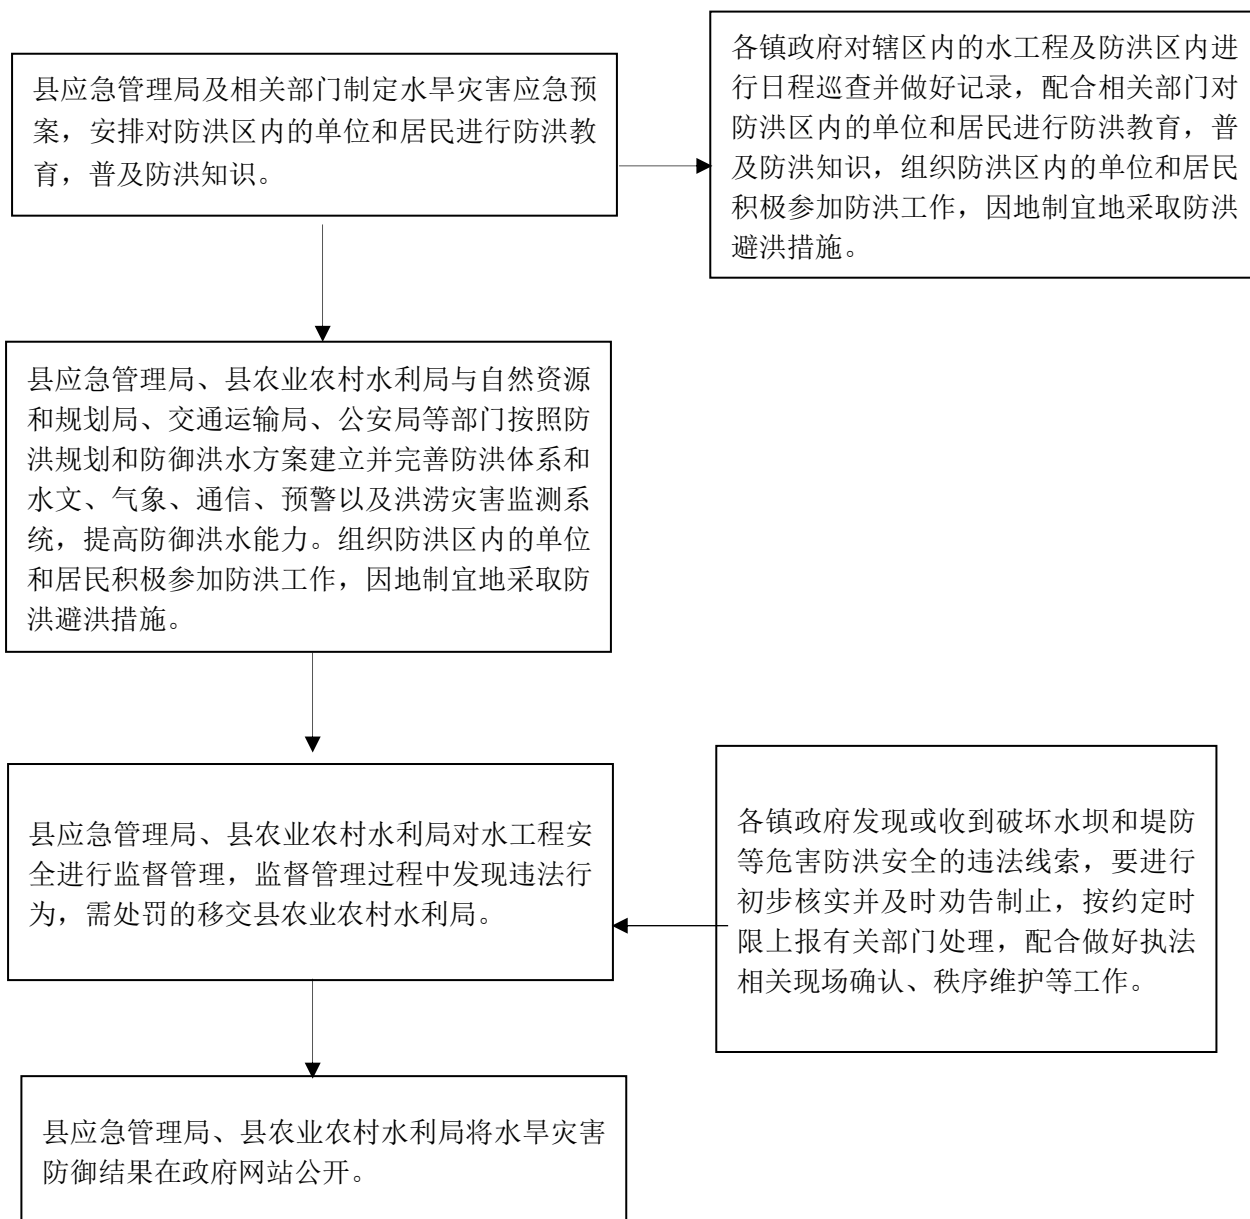 县应急管理局及相关部门制定水旱灾害应急预
案，安排对防洪区内的单位和居民进行防洪教
育，普及防洪知识。
各镇政府对辖区内的水工程及防洪区内进
行日程巡查并做好记录，配合相关部门对
防洪区内的单位和居民进行防洪教育，普
及防洪知识，组织防洪区内的单位和居民
积极参加防洪工作，因地制宜地采取防洪
避洪措施。
县应急管理局、县农业农村水利局与自然资源
和规划局、交通运输局、公安局等部门按照防
洪规划和防御洪水方案建立并完善防洪体系和
水文、气象、通信、预警以及洪涝灾害监测系
统，提高防御洪水能力。组织防洪区内的单位
和居民积极参加防洪工作，因地制宜地采取防
洪避洪措施。
县应急管理局、县农业农村水利局对水工程安
全进行监督管理，监督管理过程中发现违法行
为，需处罚的移交县农业农村水利局。
各镇政府发现或收到破坏水坝和堤防
等危害防洪安全的违法线索，要进行
初步核实并及时劝告制止，按约定时
限上报有关部门处理，配合做好执法
相关现场确认、秩序维护等工作。
县应急管理局、县农业农村水利局将水旱灾害
防御结果在政府网站公开。